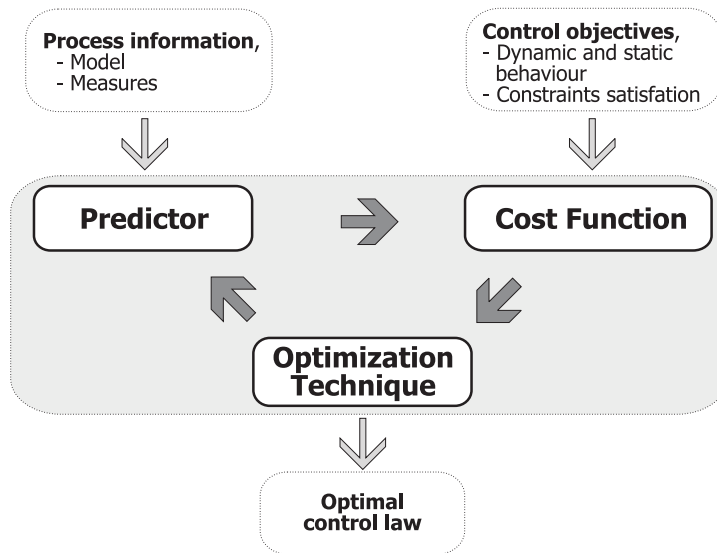 Process information,
- Model
- Measures
Control objectives,
- Dynamic and static
behaviour
- Constraints satisfation
Predictor
Cost Function
Optimization
Technique
Optimal
control law